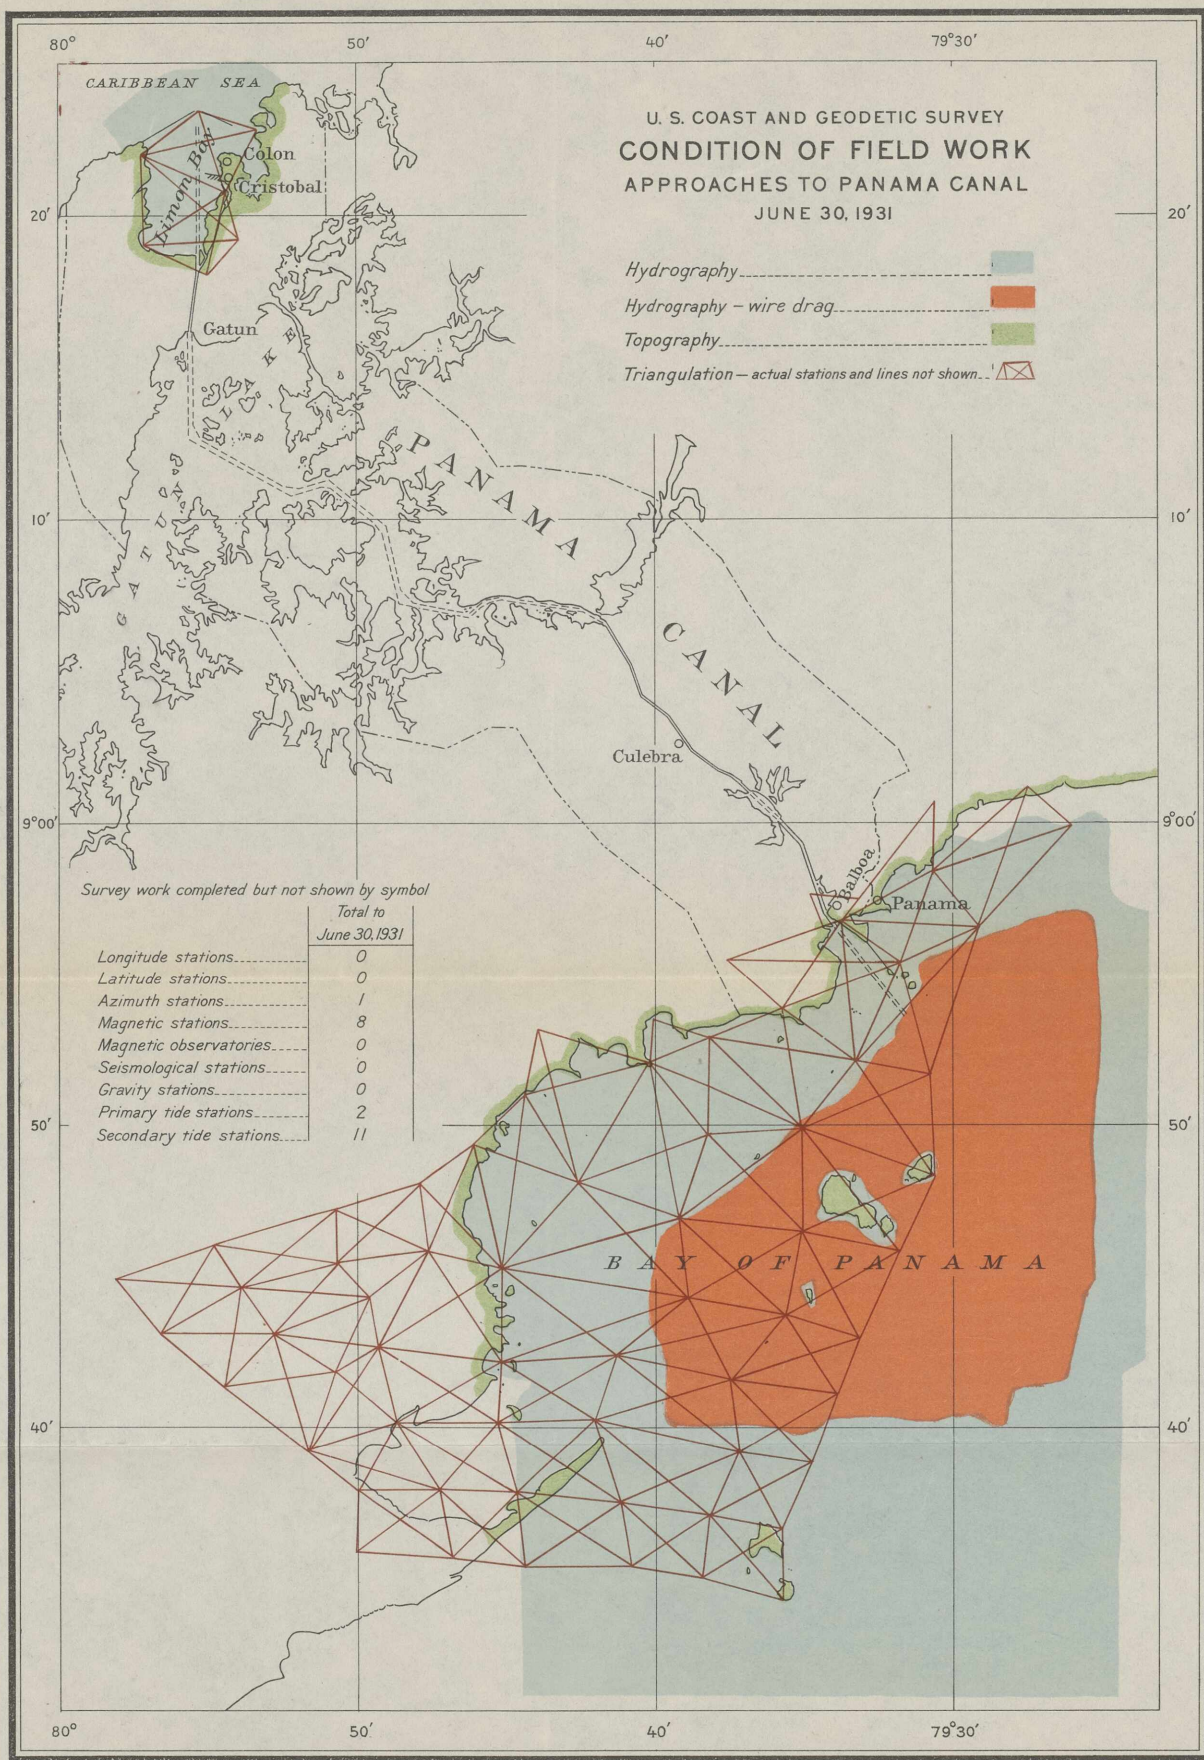 80°
50′
40′
79°30′
CARIBBEAN SEA
U. S. COAST AND GEODETIC SURVEY
CONDITION OF FIELD WORK
APPROACHES TO PANAMA CANAL
JUNE 30, 1931
Limon Bay
Colon
Cristobal
20′
20′
Hydrography
Hydrography – wire drag
Topography
Triangulation – actual stations and lines not shown
Gatun
GATUN LAKE
PANAMA
CANAL
10′
10′
Culebra
9°00′
9°00′
Balboa
Panama
Survey work completed but not shown by symbol
Total to
June 30, 1931
Longitude stations 0
Latitude stations 0
Azimuth stations 1
Magnetic stations 8
Magnetic observatories 0
Seismological stations 0
Gravity stations 0
Primary tide stations 2
Secondary tide stations 11
50′
50′
BAY OF PANAMA
40′
40′
80°
50′
40′
79°30′